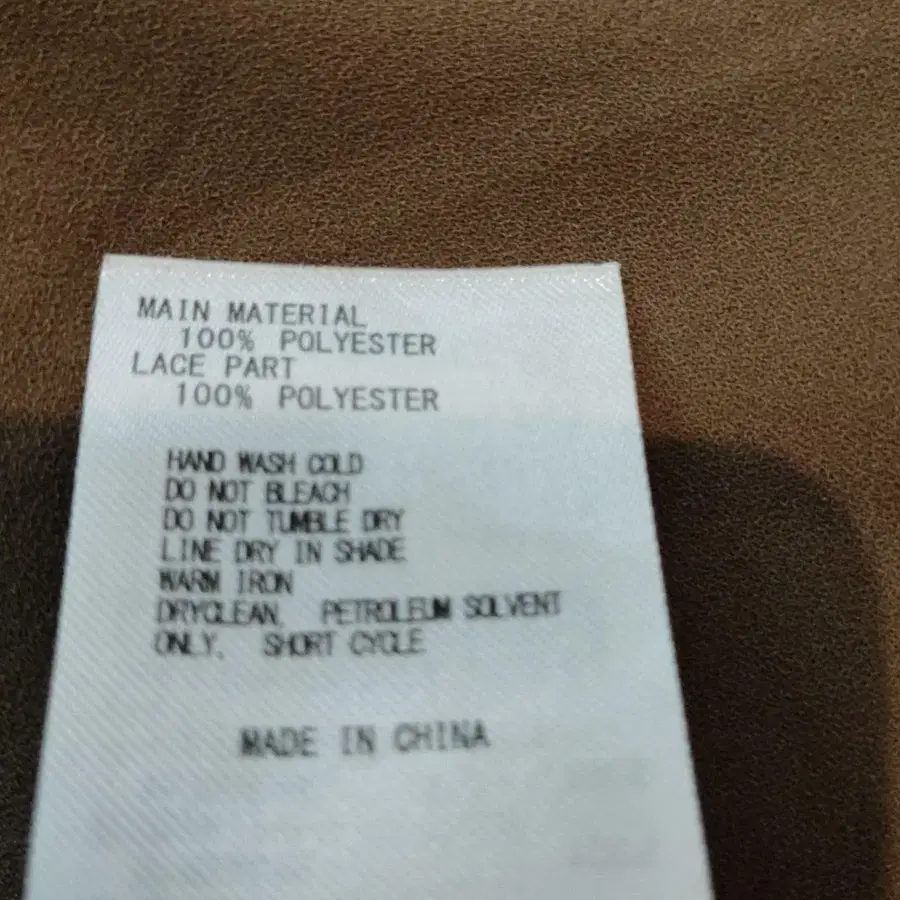 MAIN MATERIAL
100% POLYESTER
LACE PART
100% POLYESTER
HAND WASH COLD
DO NOT BLEACH
DO NOT TUMBLE DRY
LINE DRY IN SHADE
WARM IRON
DRYCLEAN, PETROLEUM SOLVENT
ONLY, SHORT CYCLE
MADE IN CHINA